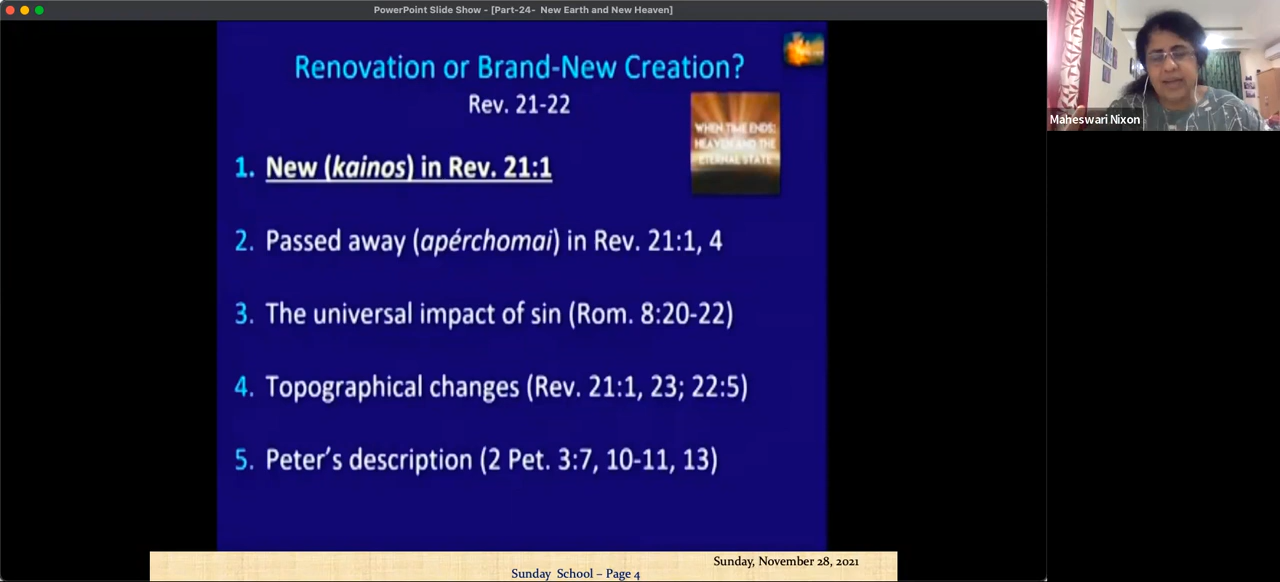 PowerPoint Slide Show - [Part-24- New Earth and New Heaven]
Renovation or Brand-New Creation?
Rev. 21-22
WHEN TIME ENDS:
HEAVEN AND THE
ETERNAL STATE
1. New (kainos) in Rev. 21:1
2. Passed away (apérchomai) in Rev. 21:1, 4
3. The universal impact of sin (Rom. 8:20-22)
4. Topographical changes (Rev. 21:1, 23; 22:5)
5. Peter's description (2 Pet. 3:7, 10-11, 13)
Sunday, November 28, 2021
Sunday School – Page 4
Maheswari Nixon